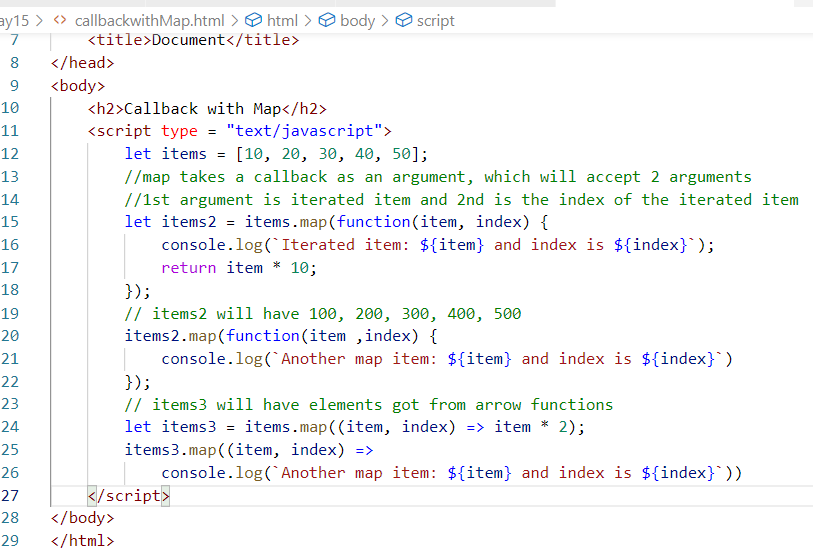 ay15 > <> callbackwithMap.html > html > body > script
7 <title>Document</title>
8 </head>
9 <body>
10 <h2>Callback with Map</h2>
11 <script type = "text/javascript">
12 let items = [10, 20, 30, 40, 50];
13 //map takes a callback as an argument, which will accept 2 arguments
14 //1st argument is iterated item and 2nd is the index of the iterated item
15 let items2 = items.map(function(item, index) {
16 console.log(`Iterated item: ${item} and index is ${index}`);
17 return item * 10;
18 });
19 // items2 will have 100, 200, 300, 400, 500
20 items2.map(function(item ,index) {
21 console.log(`Another map item: ${item} and index is ${index}`)
22 });
23 // items3 will have elements got from arrow functions
24 let items3 = items.map((item, index) => item * 2);
25 items3.map((item, index) =>
26 console.log(`Another map item: ${item} and index is ${index}`))
27 </script>
28 </body>
29 </html>